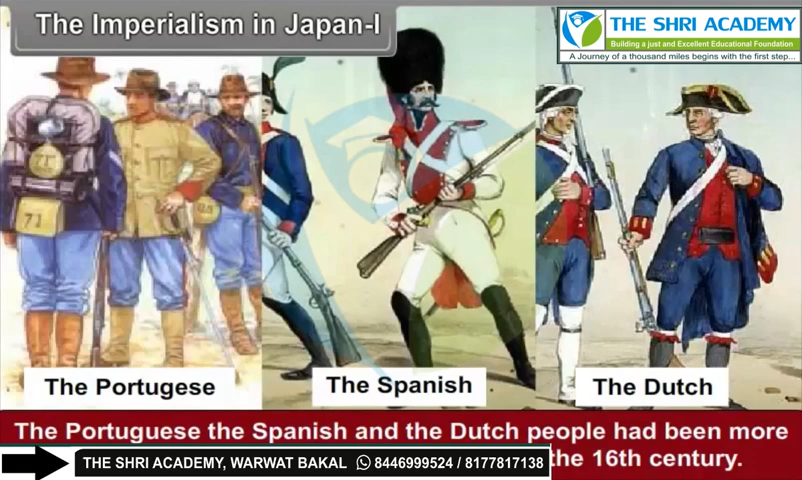 The Imperialism in Japan-I
THE SHRI ACADEMY
Building a just and Excellent Educational Foundation
A Journey of a thousand miles begins with the first step...
71
The Portugese
The Spanish
The Dutch
The Portuguese the Spanish and the Dutch people had been more
the 16th century.
THE SHRI ACADEMY, WARWAT BAKAL 8446999524 / 8177817138